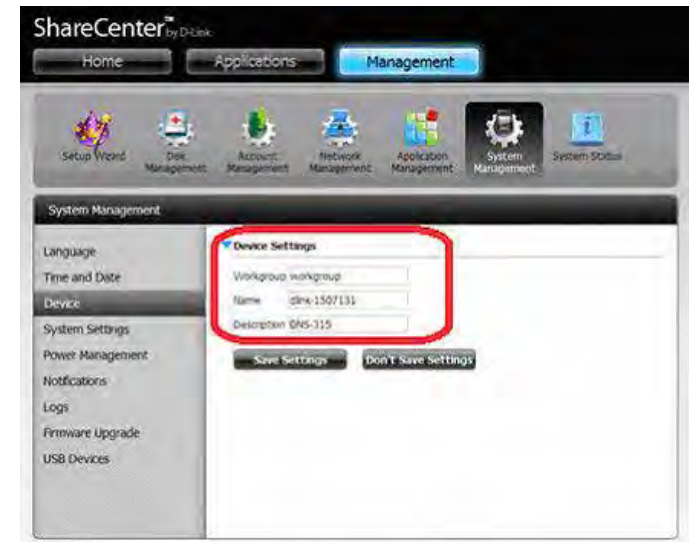 ShareCenter™ by D-Link
Home Applications Management
Setup Wizard Disk Management Account Management Network Management Application Management System Management System Status
System Management
Language
Time and Date
Device
System Settings
Power Management
Notifications
Logs
Firmware Upgrade
USB Devices
Device Settings
Workgroup workgroup
Name dlink-1507131
Description DNS-315
Save Settings Don't Save Settings